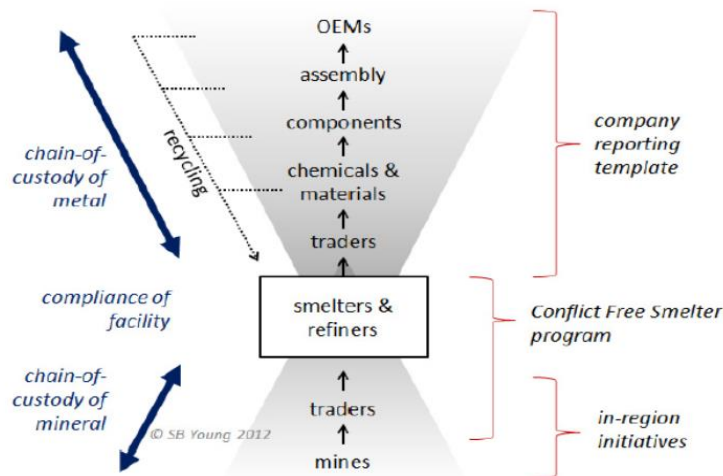 OEMs
assembly
components
chemicals &
materials
traders
smelters &
refiners
traders
mines
recycling
chain-of-
custody of
metal
compliance of
facility
chain-of-
custody of
mineral
© SB Young 2012
company
reporting
template
Conflict Free Smelter
program
in-region
initiatives